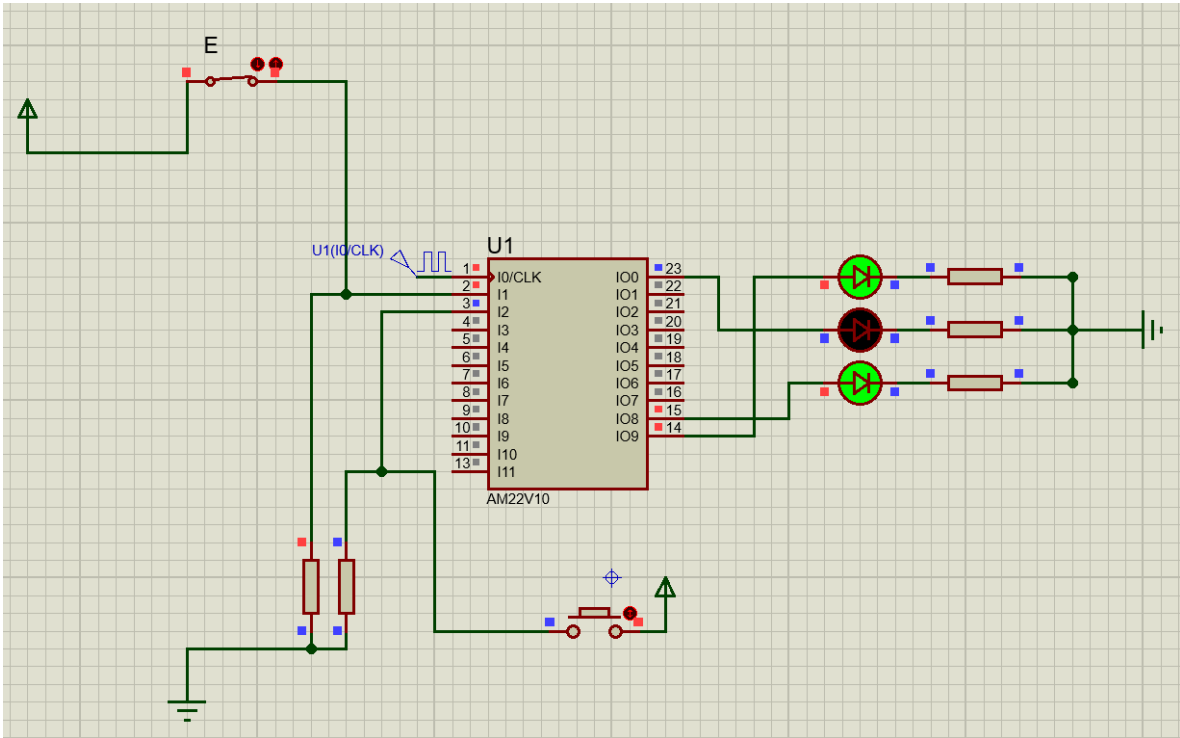 E
U1(I0/CLK)
U1
1 I0/CLK IO0 23
2 I1 IO1 22
3 I2 IO2 21
4 I3 IO3 20
5 I4 IO4 19
6 I5 IO5 18
7 I6 IO6 17
8 I7 IO7 16
9 I8 IO8 15
10 I9 IO9 14
11 I10
13 I11
AM22V10